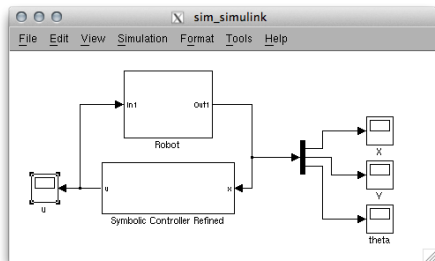 sim_simulink
File Edit View Simulation Format Tools Help
In1 Out1
Robot
X
u x
Y
u
Symbolic Controller Refined
theta